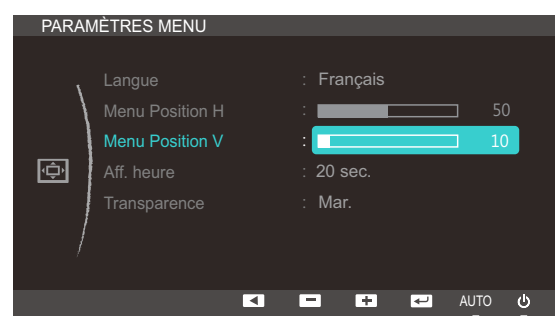 PARAMÈTRES MENU
Langue : Français
Menu Position H : 50
Menu Position V : 10
Aff. heure : 20 sec.
Transparence : Mar.
AUTO